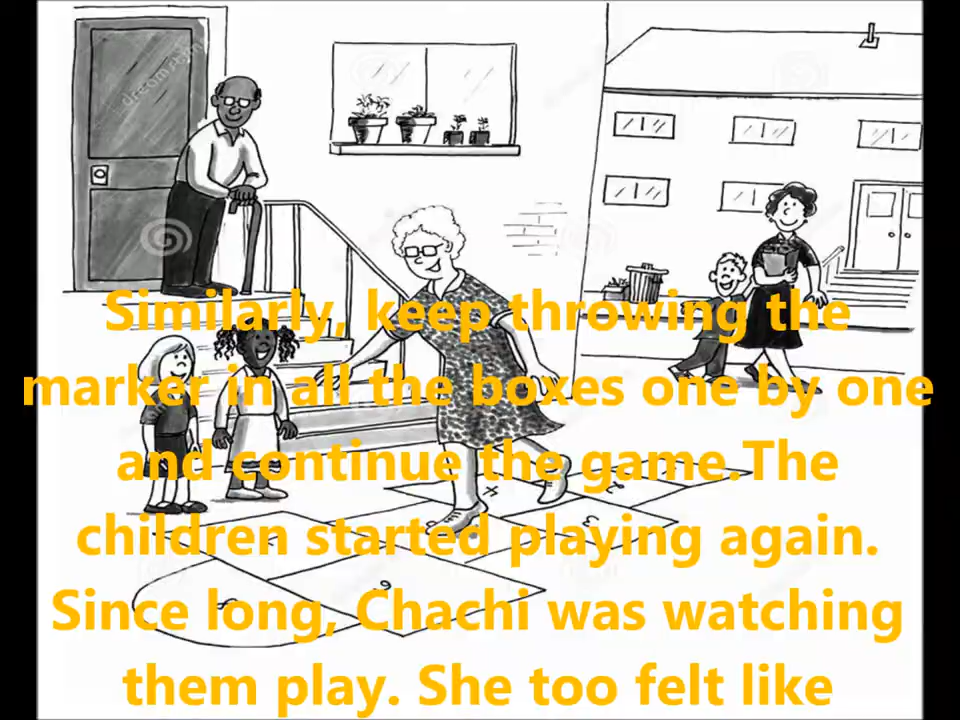 dreamstime
Similarly, keep throwing the
marker in all the boxes one by one
and continue the game.The
children started playing again.
Since long, Chachi was watching
them play. She too felt like